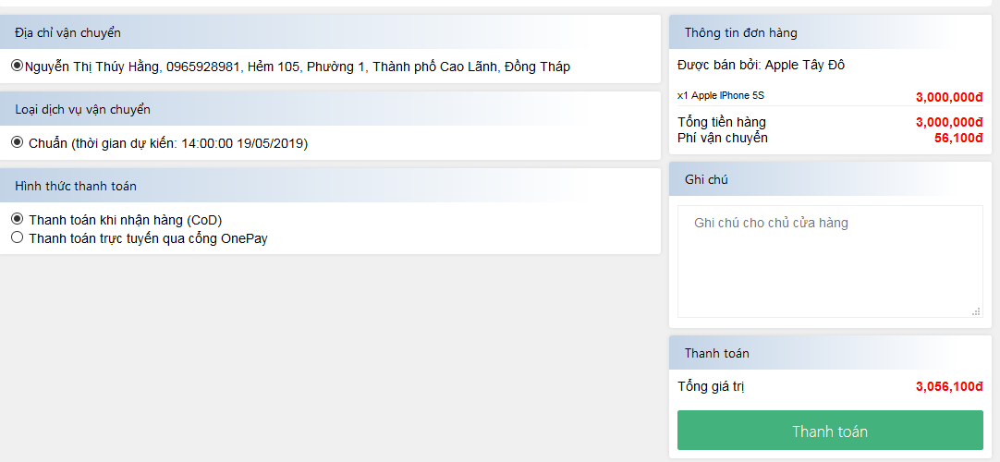 Địa chỉ vận chuyển
Nguyễn Thị Thúy Hằng, 0965928981, Hẻm 105, Phường 1, Thành phố Cao Lãnh, Đồng Tháp
Loại dịch vụ vận chuyển
Chuẩn (thời gian dự kiến: 14:00:00 19/05/2019)
Hình thức thanh toán
Thanh toán khi nhận hàng (CoD)
Thanh toán trực tuyến qua cổng OnePay
Thông tin đơn hàng
Được bán bởi: Apple Tây Đô
x1 Apple IPhone 5S 3,000,000đ
Tổng tiền hàng 3,000,000đ
Phí vận chuyển 56,100đ
Ghi chú
Ghi chú cho chủ cửa hàng
Thanh toán
Tổng giá trị 3,056,100đ
Thanh toán